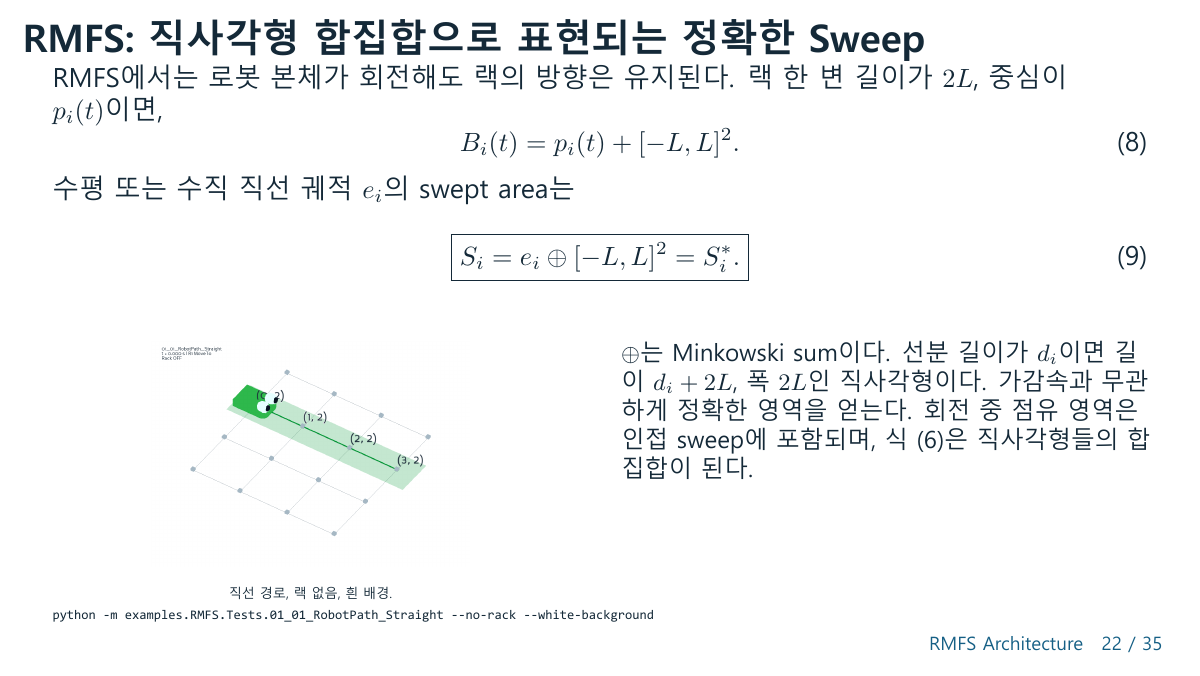 RMFS: 직사각형 합집합으로 표현되는 정확한 Sweep
RMFS에서는 로봇 본체가 회전해도 랙의 방향은 유지된다. 랙 한 변 길이가 2L, 중심이
p_i(t)이면,
B_i(t) = p_i(t) + [−L, L]^2. (8)
수평 또는 수직 직선 궤적 e_i의 swept area는
S_i = e_i ⊕ [−L, L]^2 = S_i^*. (9)
(1, 2)
(2, 2)
(3, 2)
⊕는 Minkowski sum이다. 선분 길이가 d_i이면 길
이 d_i + 2L, 폭 2L인 직사각형이다. 가감속과 무관
하게 정확한 영역을 얻는다. 회전 중 점유 영역은
인접 sweep에 포함되며, 식 (6)은 직사각형들의 합
집합이 된다.
직선 경로, 랙 없음, 흰 배경.
python -m examples.RMFS.Tests.01_01_RobotPath_Straight --no-rack --white-background
RMFS Architecture 22 / 35